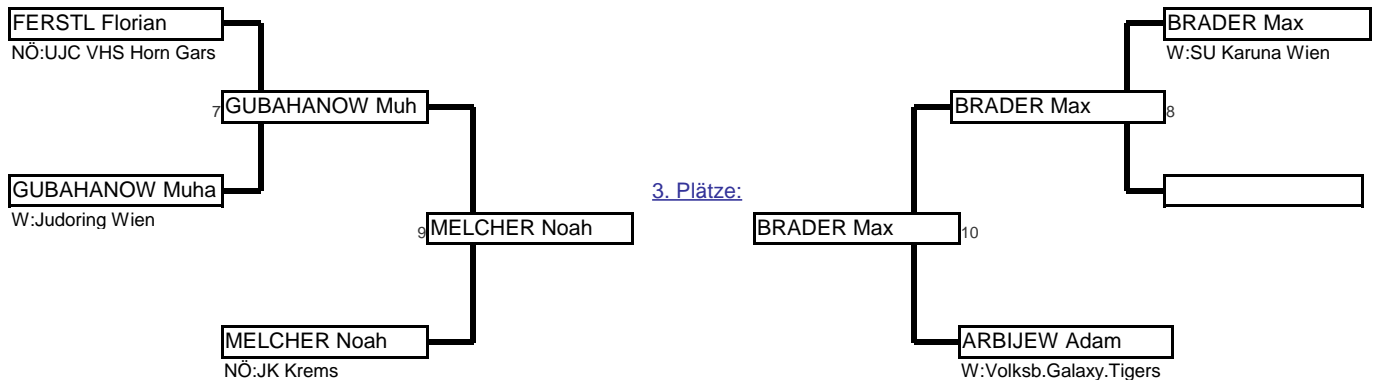 FERSTL Florian
NÖ:UJC VHS Horn Gars
7 GUBAHANOW Muh
GUBAHANOW Muha
W:Judoring Wien
9 MELCHER Noah
MELCHER Noah
NÖ:JK Krems
3. Plätze:
BRADER Max
W:SU Karuna Wien
BRADER Max 8
BRADER Max 10
ARBIJEW Adam
W:Volksb.Galaxy.Tigers